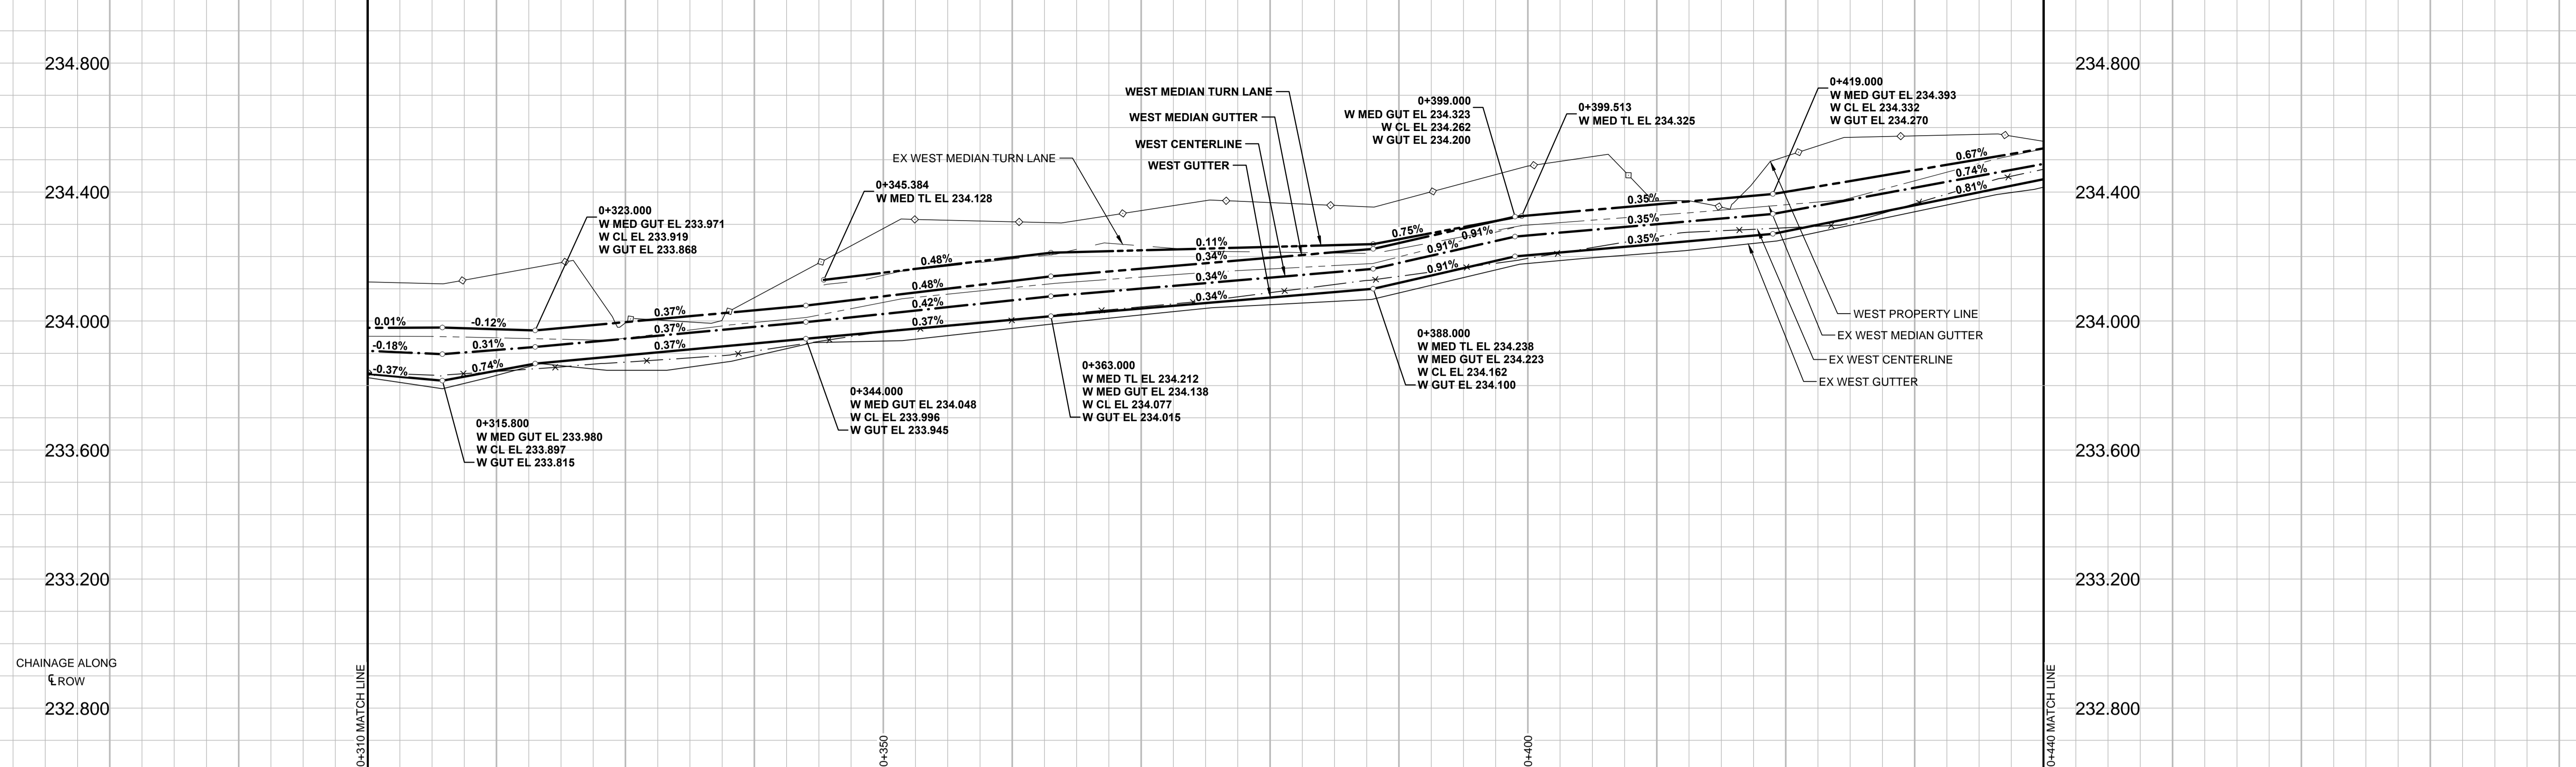 234.800
234.400
234.000
233.600
233.200
232.800
CHAINAGE ALONG
℄ ROW
0+310 MATCH LINE
0.01%
-0.12%
-0.18%
0.31%
-0.37%
0.74%
0+315.800
W MED GUT EL 233.980
W CL EL 233.897
W GUT EL 233.815
0+323.000
W MED GUT EL 233.971
W CL EL 233.919
W GUT EL 233.868
0.37%
0.37%
0.37%
0+345.384
W MED TL EL 234.128
0+344.000
W MED GUT EL 234.048
W CL EL 233.996
W GUT EL 233.945
EX WEST MEDIAN TURN LANE
0.48%
0.48%
0.42%
0.37%
0+350
0+363.000
W MED TL EL 234.212
W MED GUT EL 234.138
W CL EL 234.077
W GUT EL 234.015
WEST MEDIAN TURN LANE
WEST MEDIAN GUTTER
WEST CENTERLINE
WEST GUTTER
0.11%
0.34%
0.34%
0.34%
0+399.000
W MED GUT EL 234.323
W CL EL 234.262
W GUT EL 234.200
0.75%
0.91%
0.91%
0.91%
0+388.000
W MED TL EL 234.238
W MED GUT EL 234.223
W CL EL 234.162
W GUT EL 234.100
0+399.513
W MED TL EL 234.325
0+400
0.35%
0.35%
0.35%
0+419.000
W MED GUT EL 234.393
W CL EL 234.332
W GUT EL 234.270
WEST PROPERTY LINE
EX WEST MEDIAN GUTTER
EX WEST CENTERLINE
EX WEST GUTTER
0.67%
0.74%
0.81%
0+440 MATCH LINE
234.800
234.400
234.000
233.600
233.200
232.800